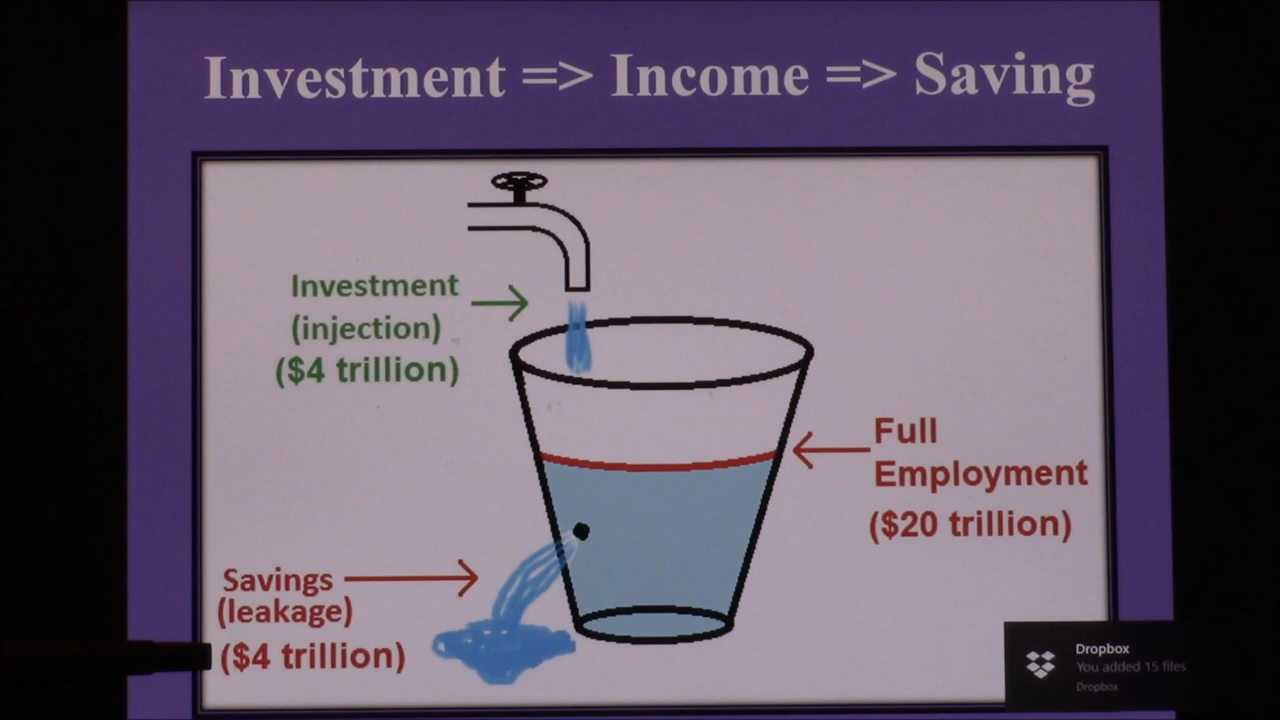 Investment => Income => Saving
Investment
(injection)
($4 trillion)
Full
Employment
($20 trillion)
Savings
(leakage)
($4 trillion)
Dropbox
You added 15 files
Dropbox